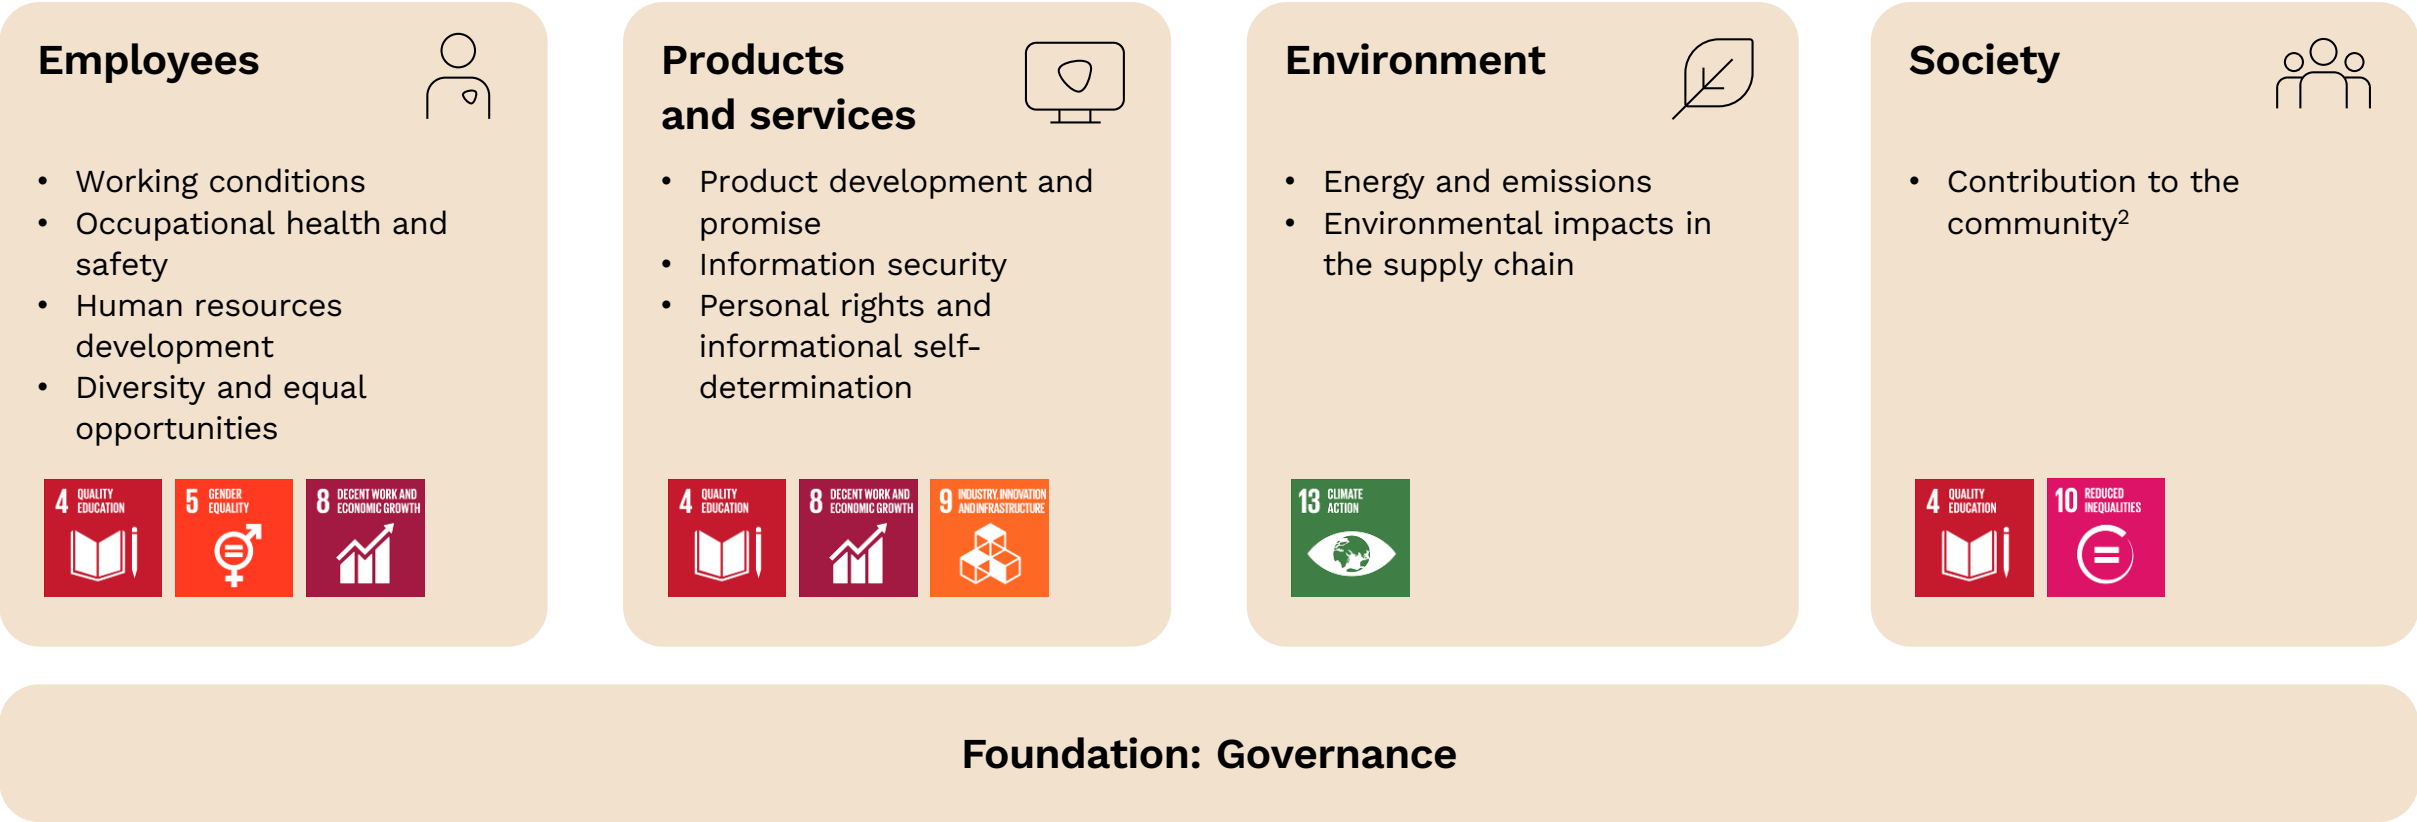 Employees
• Working conditions
• Occupational health and
safety
• Human resources
development
• Diversity and equal
opportunities
4 QUALITY
EDUCATION
5 GENDER
EQUALITY
8 DECENT WORK AND
ECONOMIC GROWTH
Products
and services
• Product development and
promise
• Information security
• Personal rights and
informational self-
determination
4 QUALITY
EDUCATION
8 DECENT WORK AND
ECONOMIC GROWTH
9 INDUSTRY, INNOVATION
AND INFRASTRUCTURE
Environment
• Energy and emissions
• Environmental impacts in
the supply chain
13 CLIMATE
ACTION
Society
• Contribution to the
community²
4 QUALITY
EDUCATION
10 REDUCED
INEQUALITIES
Foundation: Governance